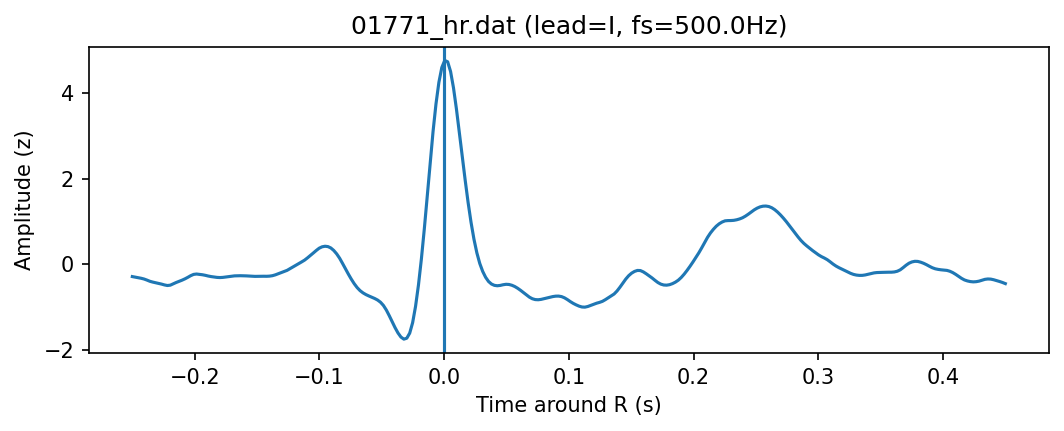 01771_hr.dat (lead=I, fs=500.0Hz)
Amplitude (z)
4
2
0
−2
−0.2 −0.1 0.0 0.1 0.2 0.3 0.4
Time around R (s)